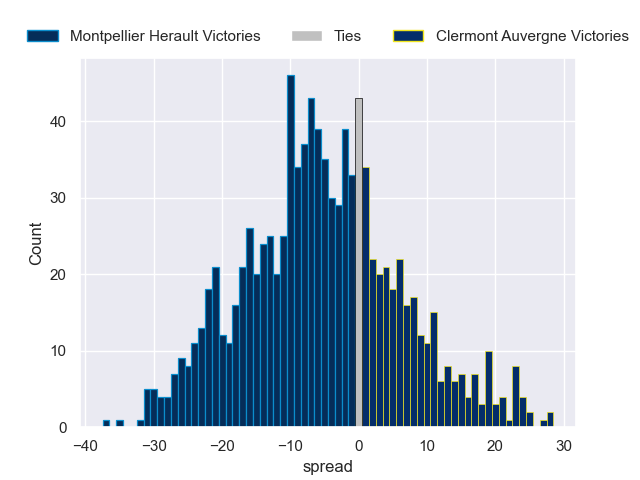 Montpellier Herault Victories Ties Clermont Auvergne Victories
40
30
20
10
0
Count
−40 −30 −20 −10 0 10 20 30
spread